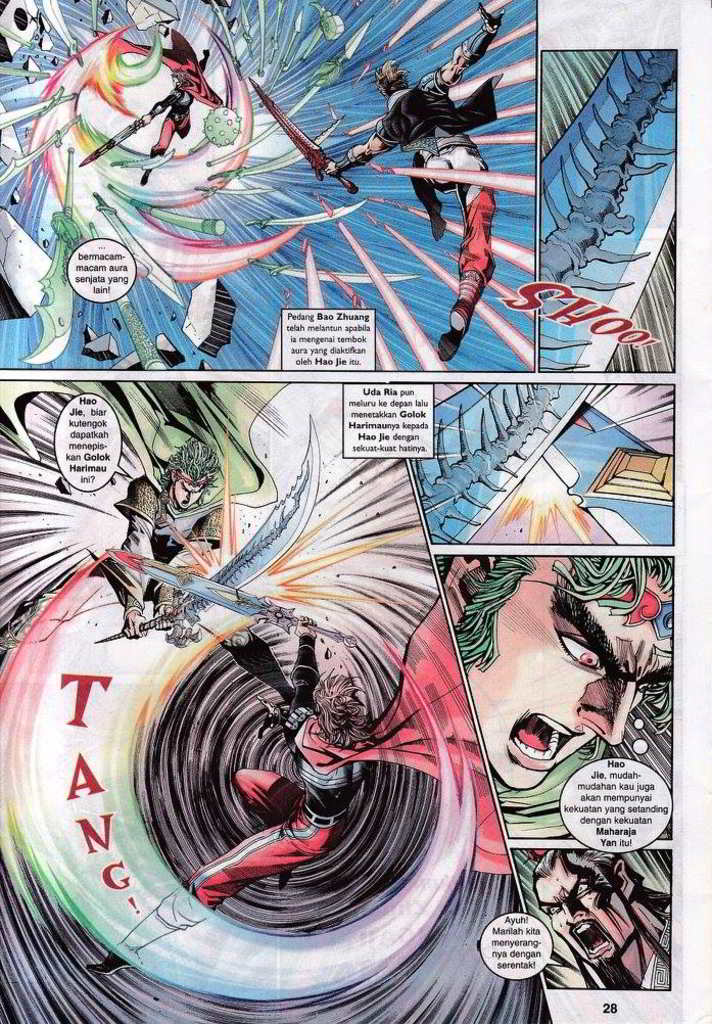 ...
bermacam-
macam aura
senjata yang
lain!
Pedang Bao Zhuang
telah melantun apabila
ia mengenai tembok
aura yang diaktifkan
oleh Hao Jie itu.
SHOO!
Hao
Jie, biar
kutengok
dapatkah
menepis-
kan Golok
Harimau
ini?
Uda Ria pun
meluru ke depan lalu
menetakkan Golok
Harimaunya kepada
Hao Jie dengan
sekuat-kuat hatinya.
TANG!
Hao
Jie, mudah-
mudahan kau juga
akan mempunyai
kekuatan yang setanding
dengan kekuatan
Maharaja
Yan itu!
Ayuh!
Marilah kita
menyerang-
nya dengan
serentak!
28